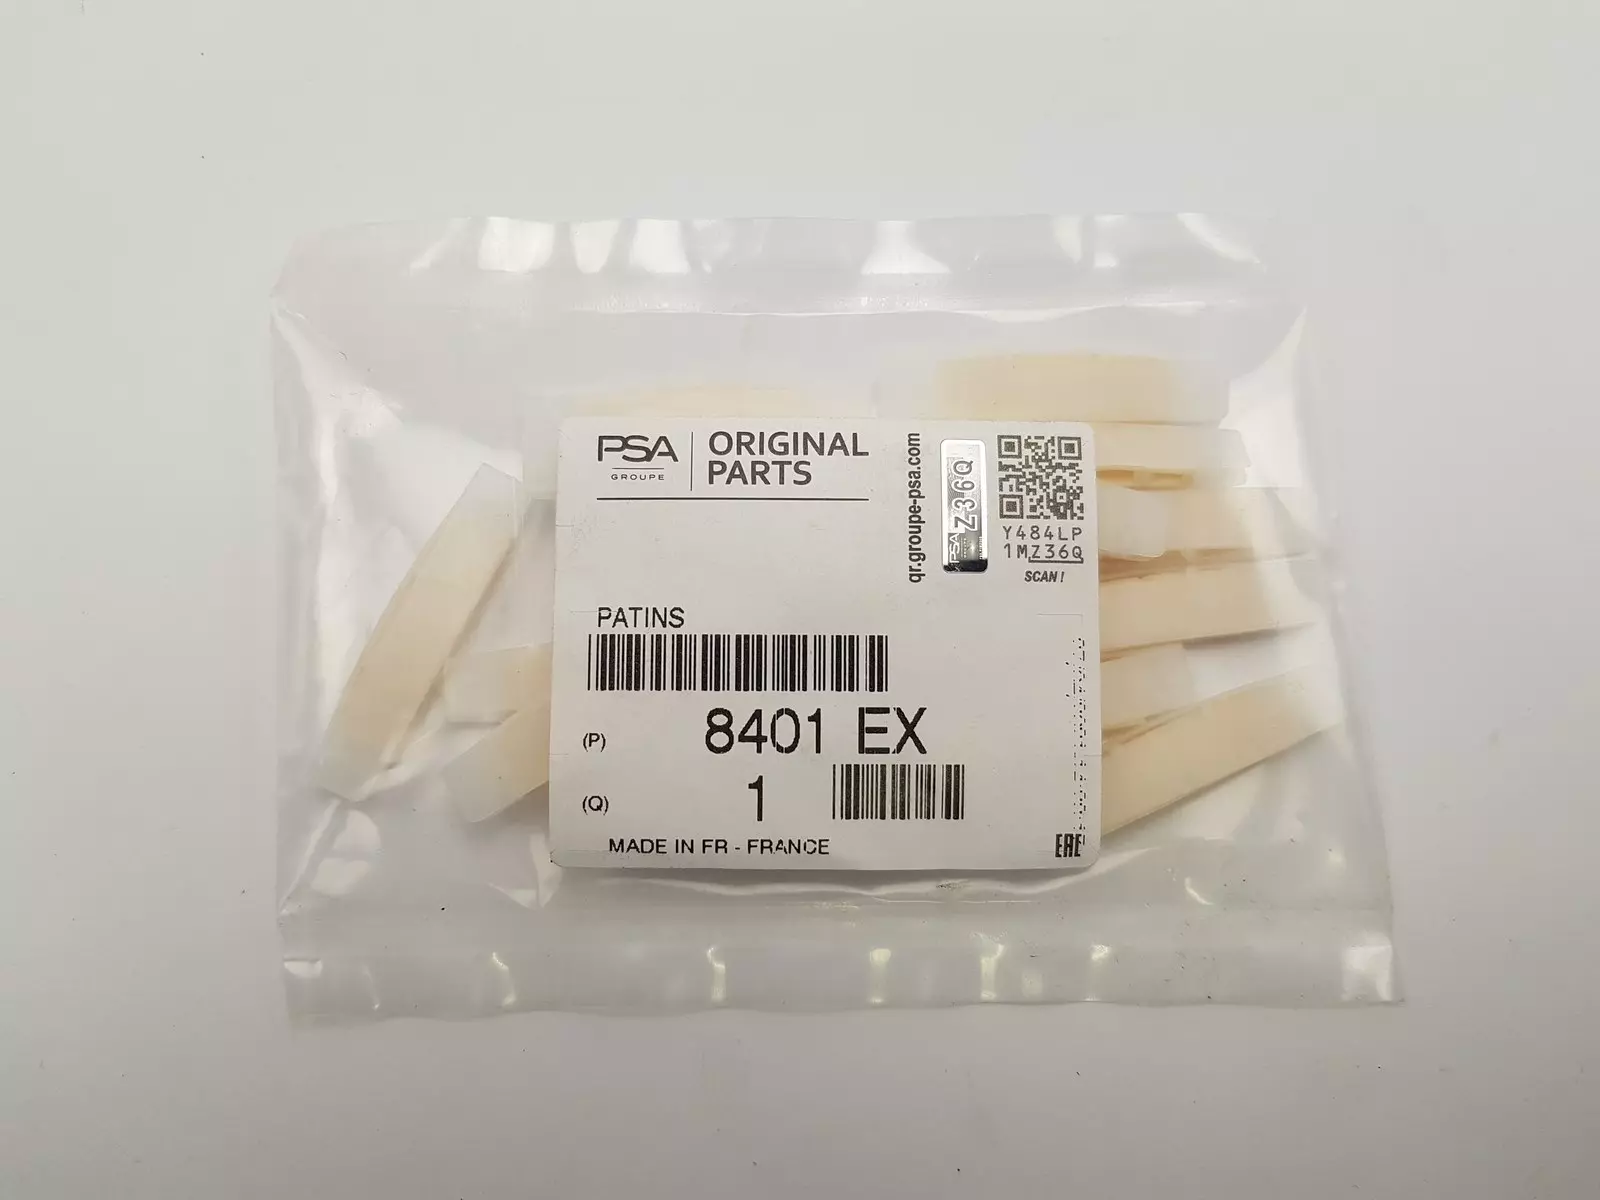 PSA
GROUPE
ORIGINAL
PARTS
qr.groupe-psa.com
PSA
Z36Q
Y484LP
1MZ36Q
SCAN!
PATINS
(P) 8401 EX
(Q) 1
MADE IN FR - FRANCE
EAC